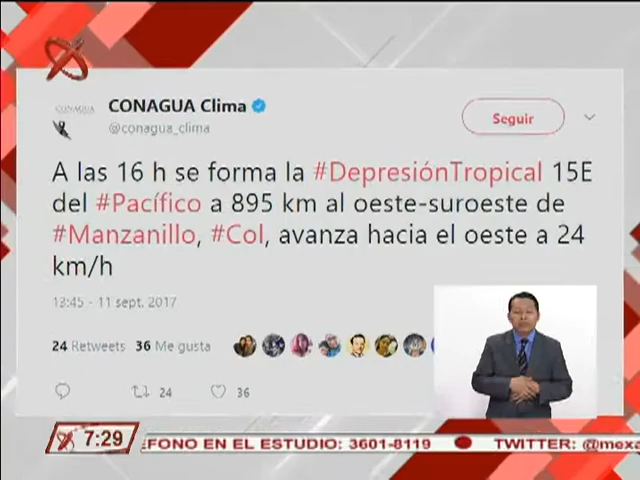 CONAGUA
CONAGUA Clima
@conagua_clima
Seguir
A las 16 h se forma la #DepresiónTropical 15E
del #Pacífico a 895 km al oeste-suroeste de
#Manzanillo, #Col, avanza hacia el oeste a 24
km/h
13:45 - 11 sept. 2017
24 Retweets 36 Me gusta
24 36
7:29 ÉFONO EN EL ESTUDIO: 3601-8119 TWITTER: @mexa